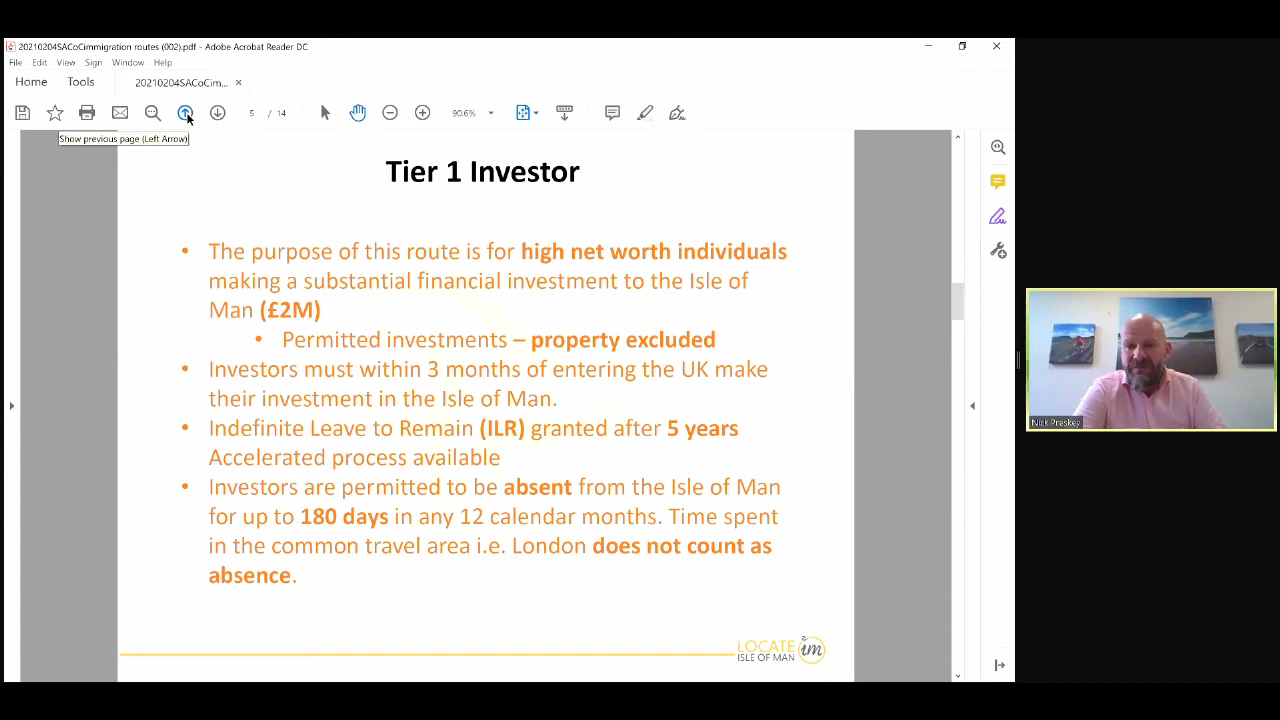 20210204SACoCimmigration routes (002).pdf - Adobe Acrobat Reader DC
File Edit View Sign Window Help
Home Tools 20210204SACoCim... ×
5 / 14 90.6%
Show previous page (Left Arrow)
Tier 1 Investor
• The purpose of this route is for high net worth individuals
making a substantial financial investment to the Isle of
Man (£2M)
• Permitted investments – property excluded
• Investors must within 3 months of entering the UK make
their investment in the Isle of Man.
• Indefinite Leave to Remain (ILR) granted after 5 years
Accelerated process available
• Investors are permitted to be absent from the Isle of Man
for up to 180 days in any 12 calendar months. Time spent
in the common travel area i.e. London does not count as
absence.
LOCATE
ISLE OF MAN im
Nick Preskey